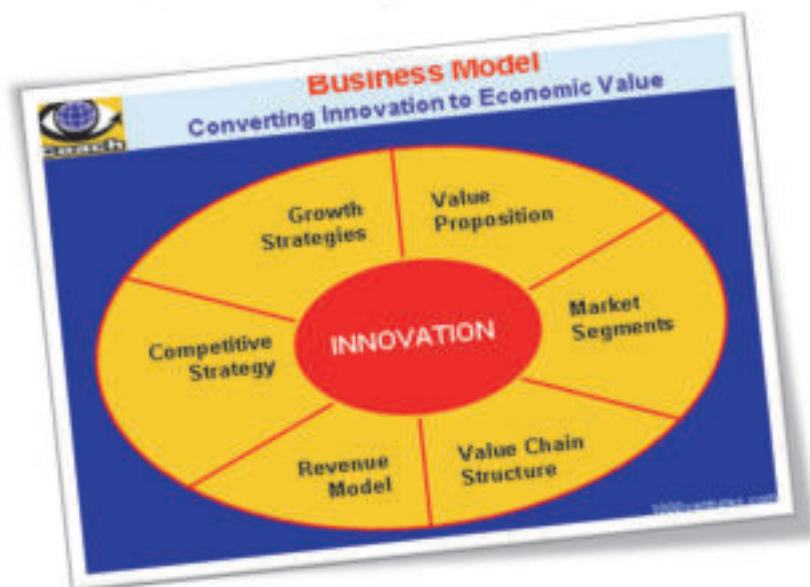 Business Model
Converting Innovation to Economic Value
Coach
Growth
Strategies
Value
Proposition
Competitive
Strategy
INNOVATION
Market
Segments
Revenue
Model
Value Chain
Structure